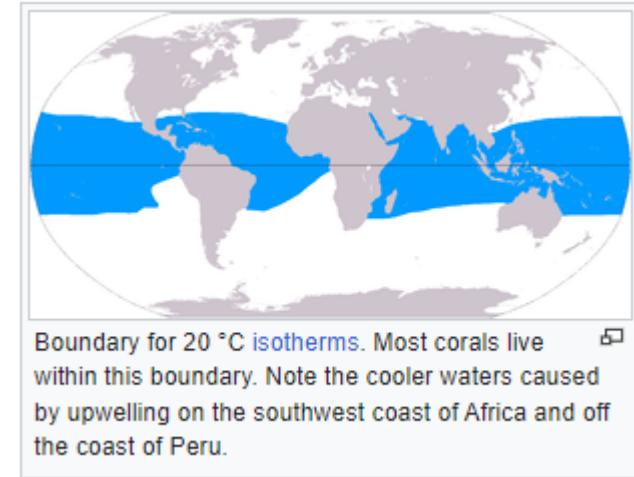 Boundary for 20 °C isotherms. Most corals live
within this boundary. Note the cooler waters caused
by upwelling on the southwest coast of Africa and off
the coast of Peru.